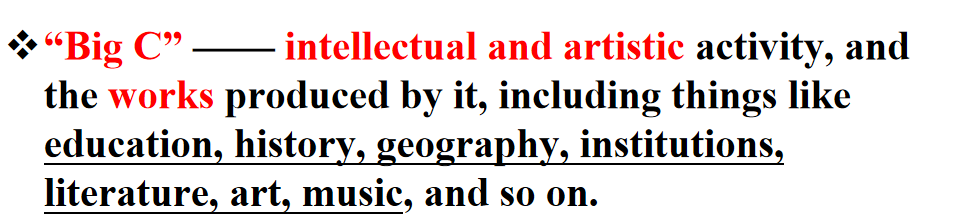 ❖“Big C” —— intellectual and artistic activity, and
the works produced by it, including things like
education, history, geography, institutions,
literature, art, music, and so on.